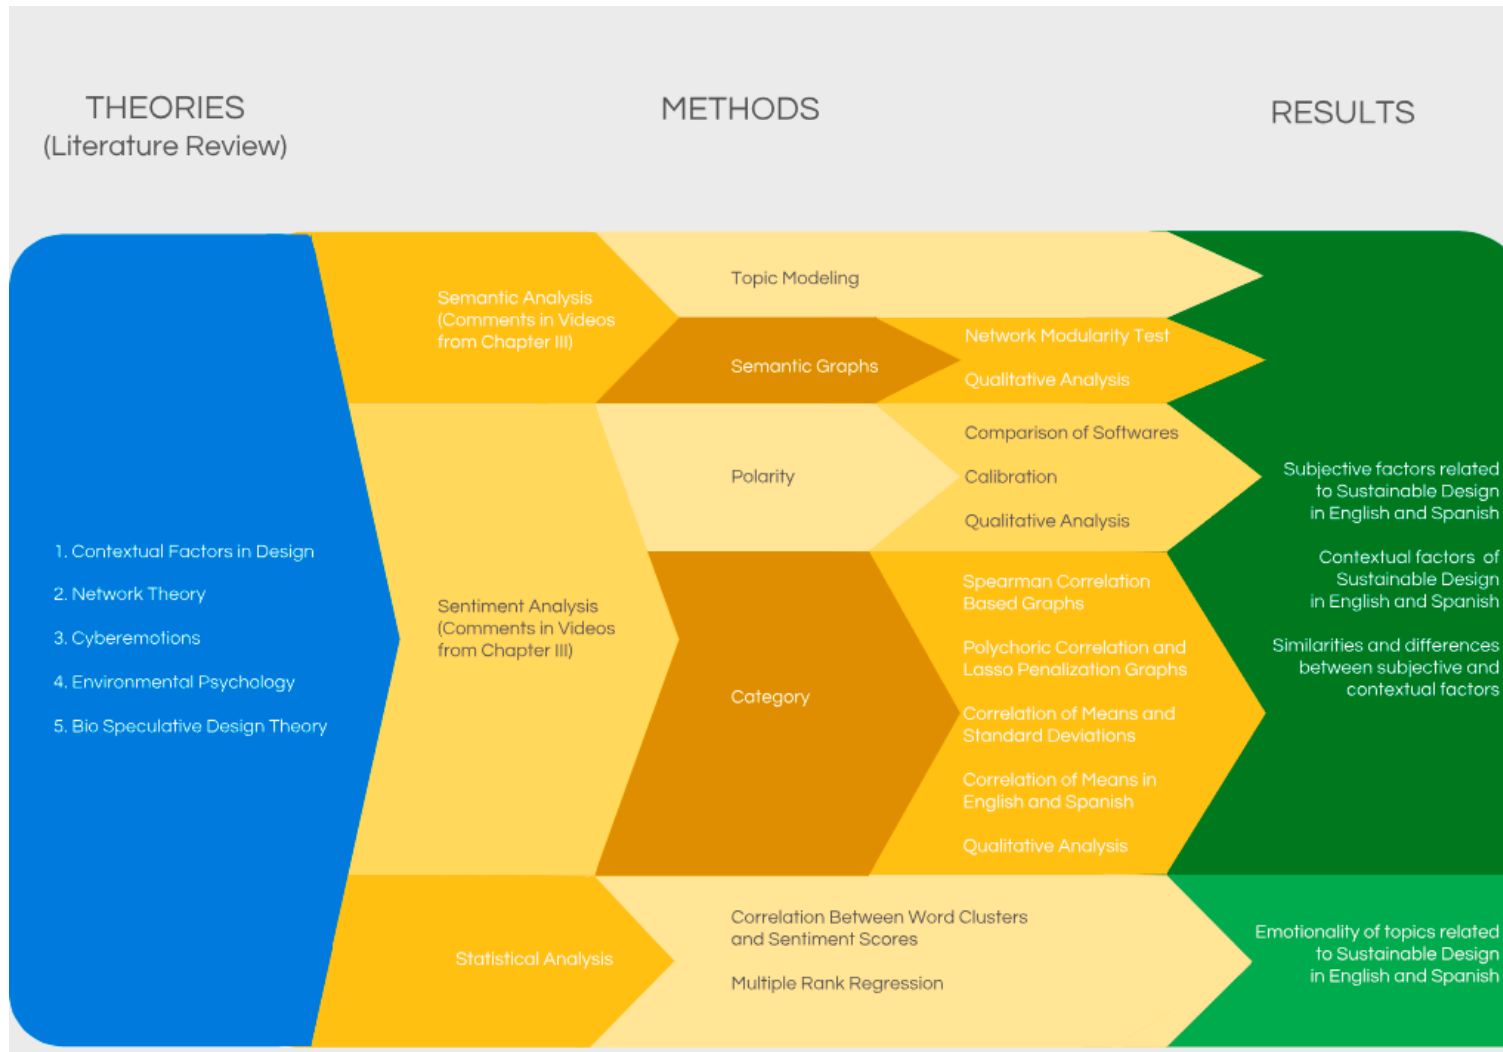 THEORIES
(Literature Review)
METHODS
RESULTS
1. Contextual Factors in Design
2. Network Theory
3. Cyberemotions
4. Environmental Psychology
5. Bio Speculative Design Theory
Semantic Analysis
(Comments in Videos
from Chapter III)
Sentiment Analysis
(Comments in Videos
from Chapter III)
Statistical Analysis
Topic Modeling
Semantic Graphs
Network Modularity Test
Qualitative Analysis
Polarity
Comparison of Softwares
Calibration
Qualitative Analysis
Category
Spearman Correlation
Based Graphs
Polychoric Correlation and
Lasso Penalization Graphs
Correlation of Means and
Standard Deviations
Correlation of Means in
English and Spanish
Qualitative Analysis
Correlation Between Word Clusters
and Sentiment Scores
Multiple Rank Regression
Subjective factors related
to Sustainable Design
in English and Spanish
Contextual factors of
Sustainable Design
in English and Spanish
Similarities and differences
between subjective and
contextual factors
Emotionality of topics related
to Sustainable Design
in English and Spanish